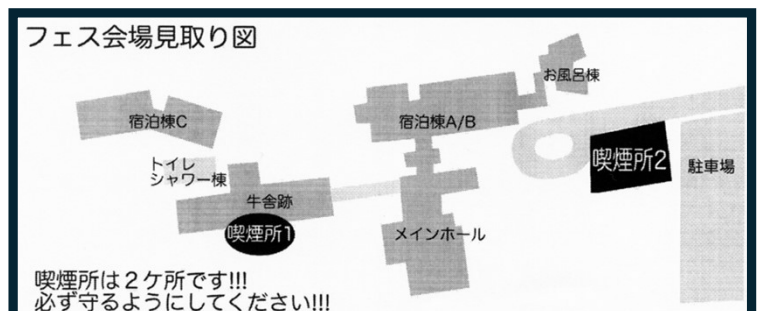 フェス会場見取り図
お風呂棟
宿泊棟C
宿泊棟A/B
喫煙所2
駐車場
トイレ
シャワー棟
牛舎跡
喫煙所1
メインホール
喫煙所は2ケ所です!!!
必ず守るようにしてください!!!